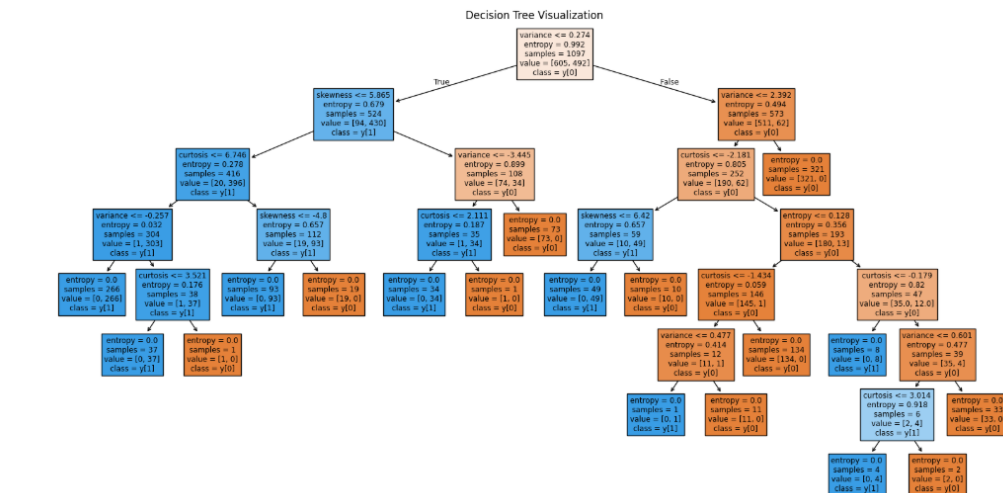 Decision Tree Visualization
variance <= 0.274
entropy = 0.992
samples = 1097
value = [605, 492]
class = y[0]
True
False
skewness <= 5.865
entropy = 0.679
samples = 524
value = [94, 430]
class = y[1]
variance <= 2.392
entropy = 0.494
samples = 573
value = [511, 62]
class = y[0]
curtosis <= 6.746
entropy = 0.278
samples = 416
value = [20, 396]
class = y[1]
variance <= -3.445
entropy = 0.899
samples = 108
value = [74, 34]
class = y[0]
curtosis <= -2.181
entropy = 0.805
samples = 252
value = [190, 62]
class = y[0]
entropy = 0.0
samples = 321
value = [321, 0]
class = y[0]
variance <= -0.257
entropy = 0.032
samples = 304
value = [1, 303]
class = y[1]
skewness <= -4.8
entropy = 0.657
samples = 112
value = [19, 93]
class = y[1]
curtosis <= 2.111
entropy = 0.187
samples = 35
value = [1, 34]
class = y[1]
entropy = 0.0
samples = 73
value = [73, 0]
class = y[0]
skewness <= 6.42
entropy = 0.657
samples = 59
value = [10, 49]
class = y[1]
entropy <= 0.128
entropy = 0.356
samples = 193
value = [180, 13]
class = y[0]
entropy = 0.0
samples = 266
value = [0, 266]
class = y[1]
curtosis <= 3.521
entropy = 0.176
samples = 38
value = [1, 37]
class = y[1]
entropy = 0.0
samples = 93
value = [0, 93]
class = y[1]
entropy = 0.0
samples = 19
value = [19, 0]
class = y[0]
entropy = 0.0
samples = 34
value = [0, 34]
class = y[1]
entropy = 0.0
samples = 1
value = [1, 0]
class = y[0]
entropy = 0.0
samples = 49
value = [0, 49]
class = y[1]
entropy = 0.0
samples = 10
value = [10, 0]
class = y[0]
curtosis <= -1.434
entropy = 0.059
samples = 146
value = [145, 1]
class = y[0]
curtosis <= -0.179
entropy = 0.82
samples = 47
value = [35.0, 12.0]
class = y[0]
entropy = 0.0
samples = 37
value = [0, 37]
class = y[1]
entropy = 0.0
samples = 1
value = [1, 0]
class = y[0]
variance <= 0.477
entropy = 0.414
samples = 12
value = [11, 1]
class = y[0]
entropy = 0.0
samples = 134
value = [134, 0]
class = y[0]
entropy = 0.0
samples = 8
value = [0, 8]
class = y[1]
variance <= 0.601
entropy = 0.477
samples = 39
value = [35, 4]
class = y[0]
entropy = 0.0
samples = 1
value = [0, 1]
class = y[1]
entropy = 0.0
samples = 11
value = [11, 0]
class = y[0]
curtosis <= 3.014
entropy = 0.918
samples = 6
value = [2, 4]
class = y[1]
entropy = 0.0
samples = 33
value = [33, 0
class = y[0]
entropy = 0.0
samples = 4
value = [0, 4]
class = y[1]
entropy = 0.0
samples = 2
value = [2, 0]
class = y[0]